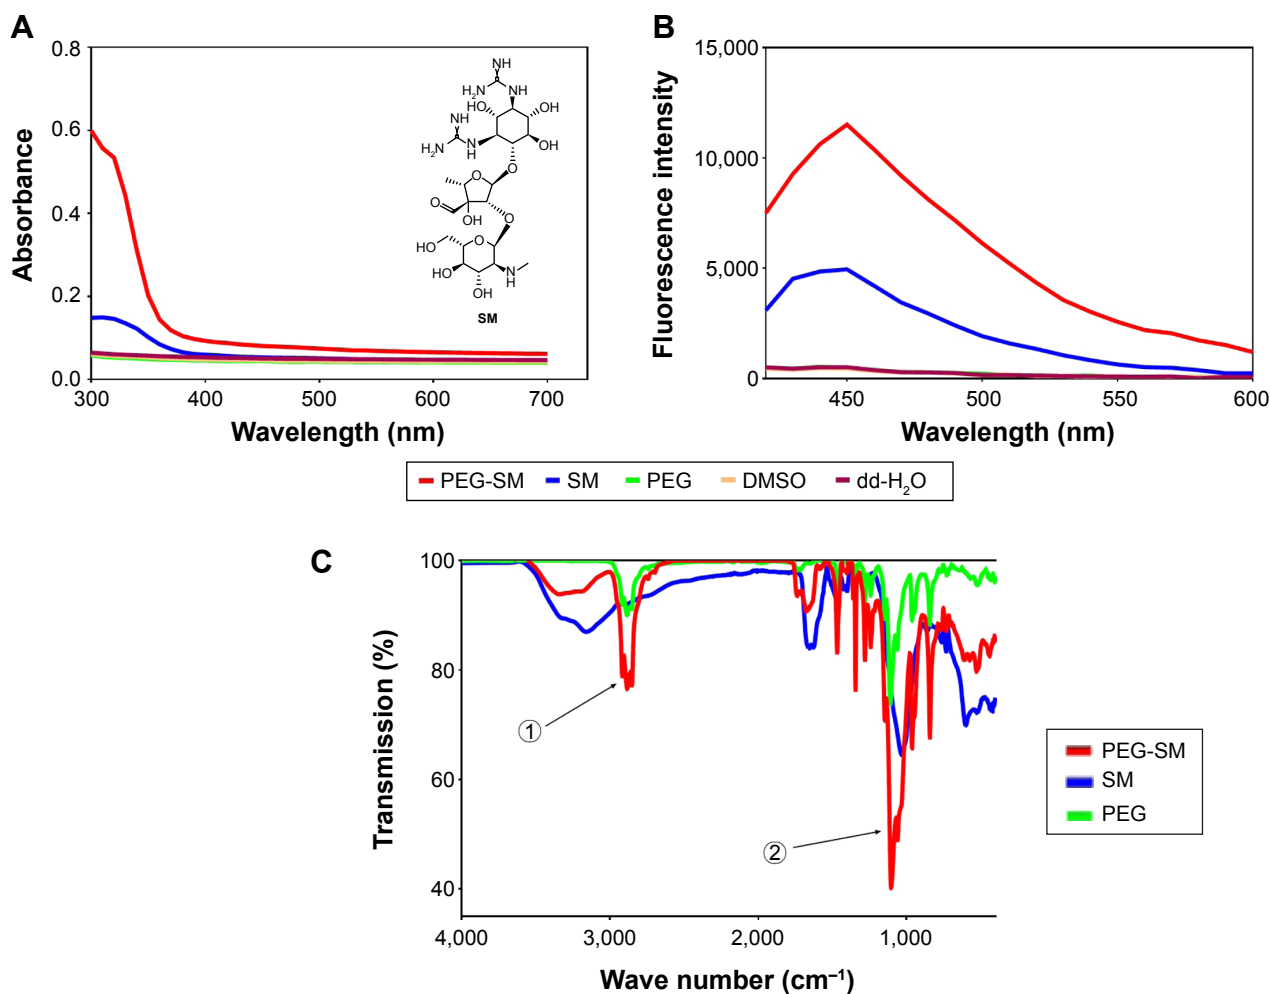 A
B
0.8
0.6
0.4
0.2
0.0
Absorbance
300
400
500
600
700
Wavelength (nm)
NH
H2N
NH
NH
HO
OH
H2N
N
H
OH
OH
O
O
O
OH
O
HO
O
HO
N
H
OH
OH
SM
15,000
10,000
5,000
0
Fluorescence intensity
450
500
550
600
Wavelength (nm)
PEG-SM SM PEG DMSO dd-H2O
C
100
80
60
40
Transmission (%)
①
②
4,000
3,000
2,000
1,000
Wave number (cm−1)
PEG-SM
SM
PEG